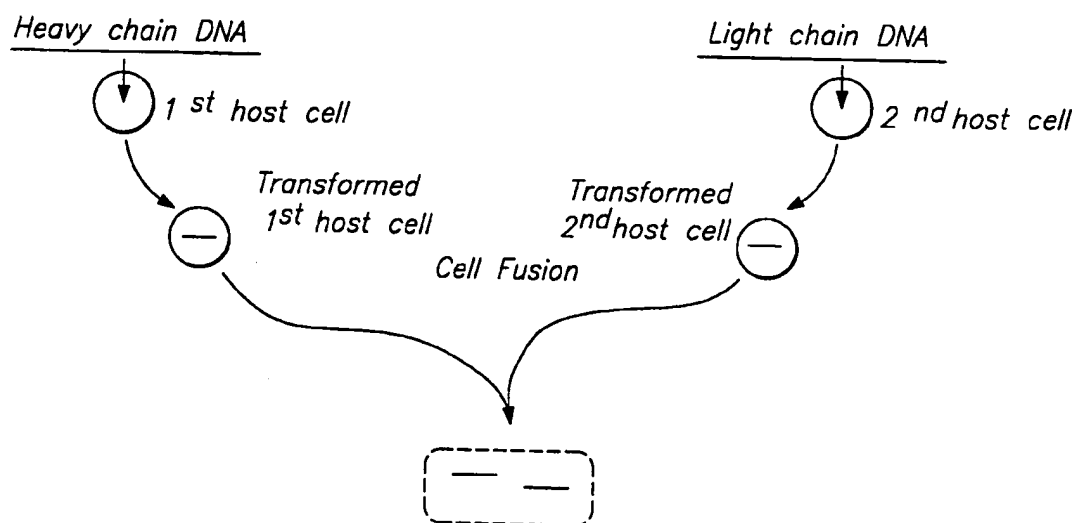 Heavy chain DNA
Light chain DNA
1st host cell
2nd host cell
Transformed
1st host cell
Transformed
2nd host cell
Cell Fusion